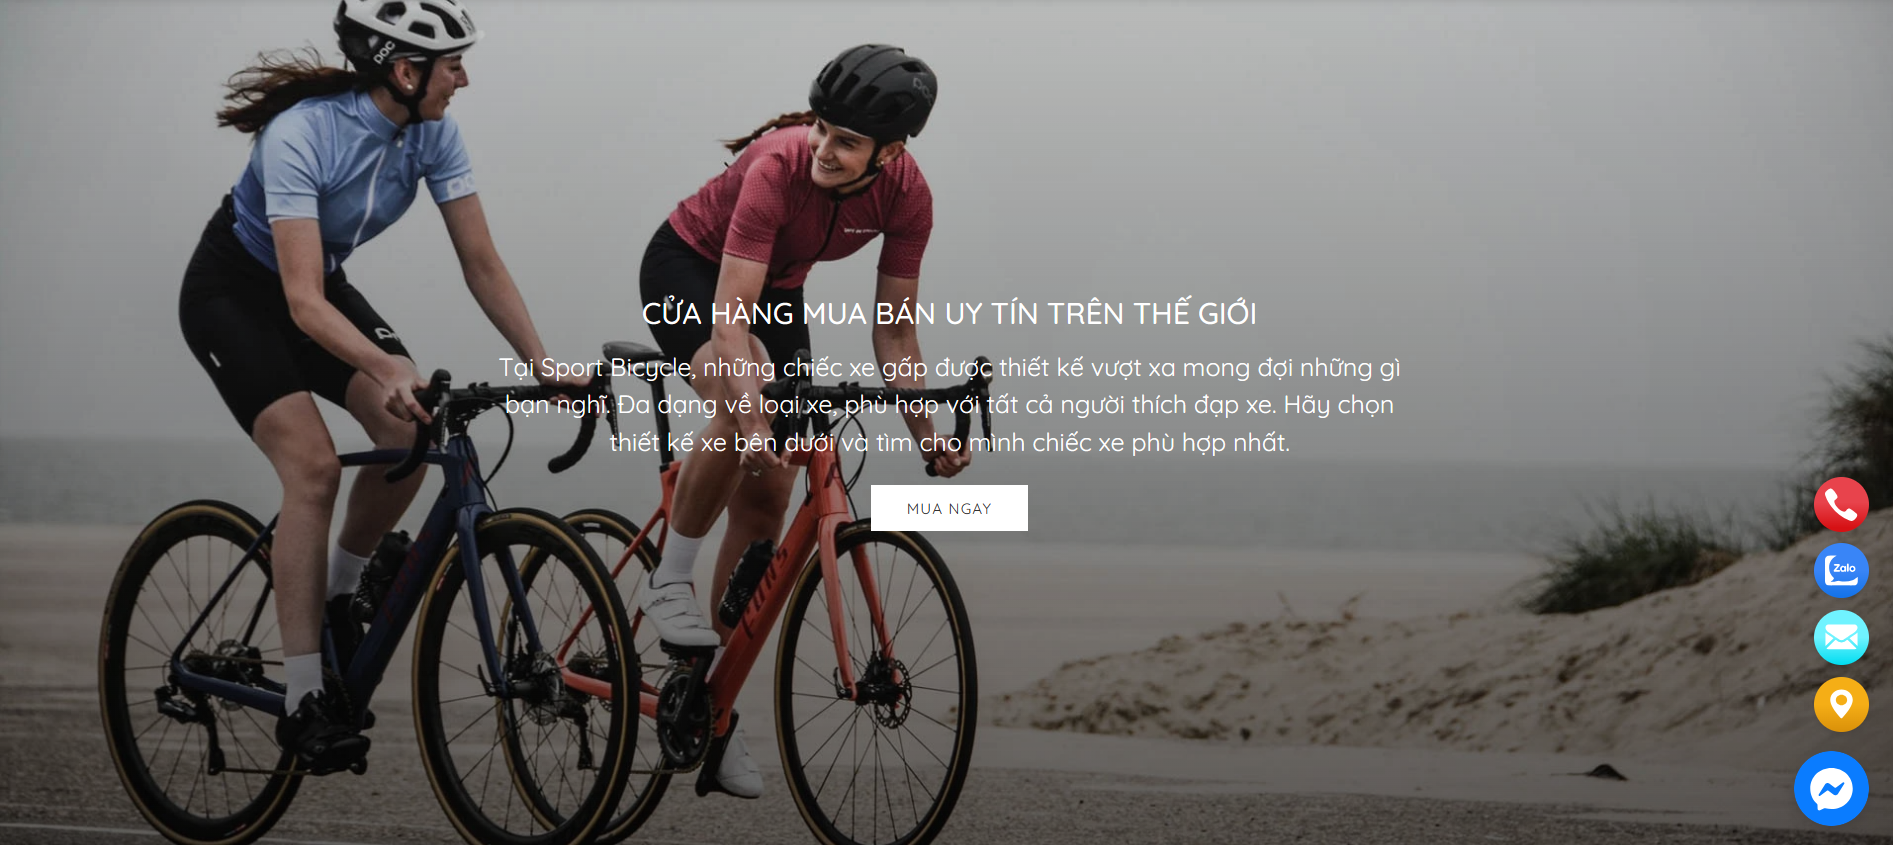 POC
CỬA HÀNG MUA BÁN UY TÍN TRÊN THẾ GIỚI
Tại Sport Bicycle, những chiếc xe gấp được thiết kế vượt xa mong đợi những gì
bạn nghĩ. Đa dạng về loại xe, phù hợp với tất cả người thích đạp xe. Hãy chọn
thiết kế xe bên dưới và tìm cho mình chiếc xe phù hợp nhất.
MUA NGAY
Zalo